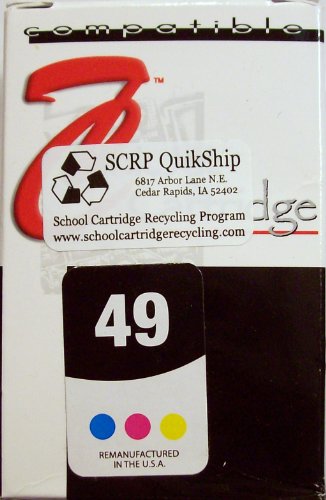 compatible
TM
SCRP QuikShip
6817 Arbor Lane N.E.
Cedar Rapids, IA 52402
School Cartridge Recycling Program
www.schoolcartridgerecycling.com
49
REMANUFACTURED
IN THE U.S.A.